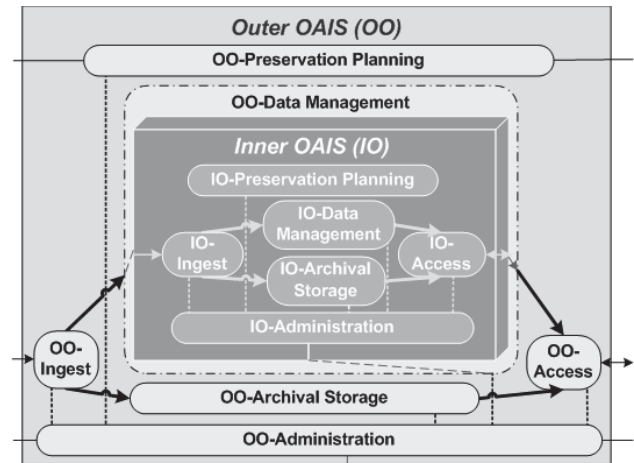 Outer OAIS (OO)
OO-Preservation Planning
OO-Data Management
Inner OAIS (IO)
IO-Preservation Planning
IO-Data
Management
IO-
Ingest
IO-
Access
IO-Archival
Storage
IO-Administration
OO-
Ingest
OO-
Access
OO-Archival Storage
OO-Administration